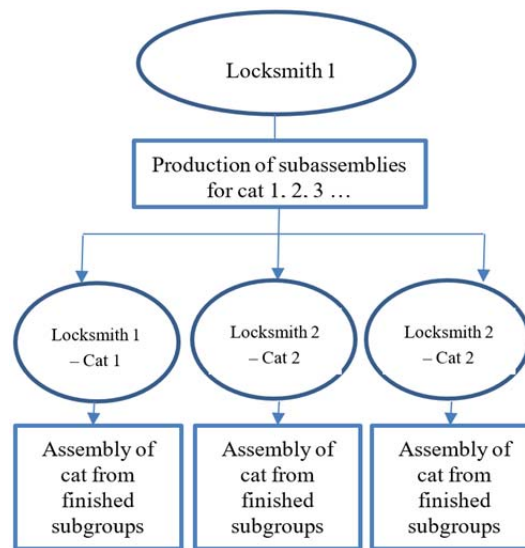 Locksmith 1
Production of subassemblies
for cat 1, 2, 3 ...
Locksmith 1
– Cat 1
Locksmith 2
– Cat 2
Locksmith 2
– Cat 2
Assembly of
cat from
finished
subgroups
Assembly of
cat from
finished
subgroups
Assembly of
cat from
finished
subgroups